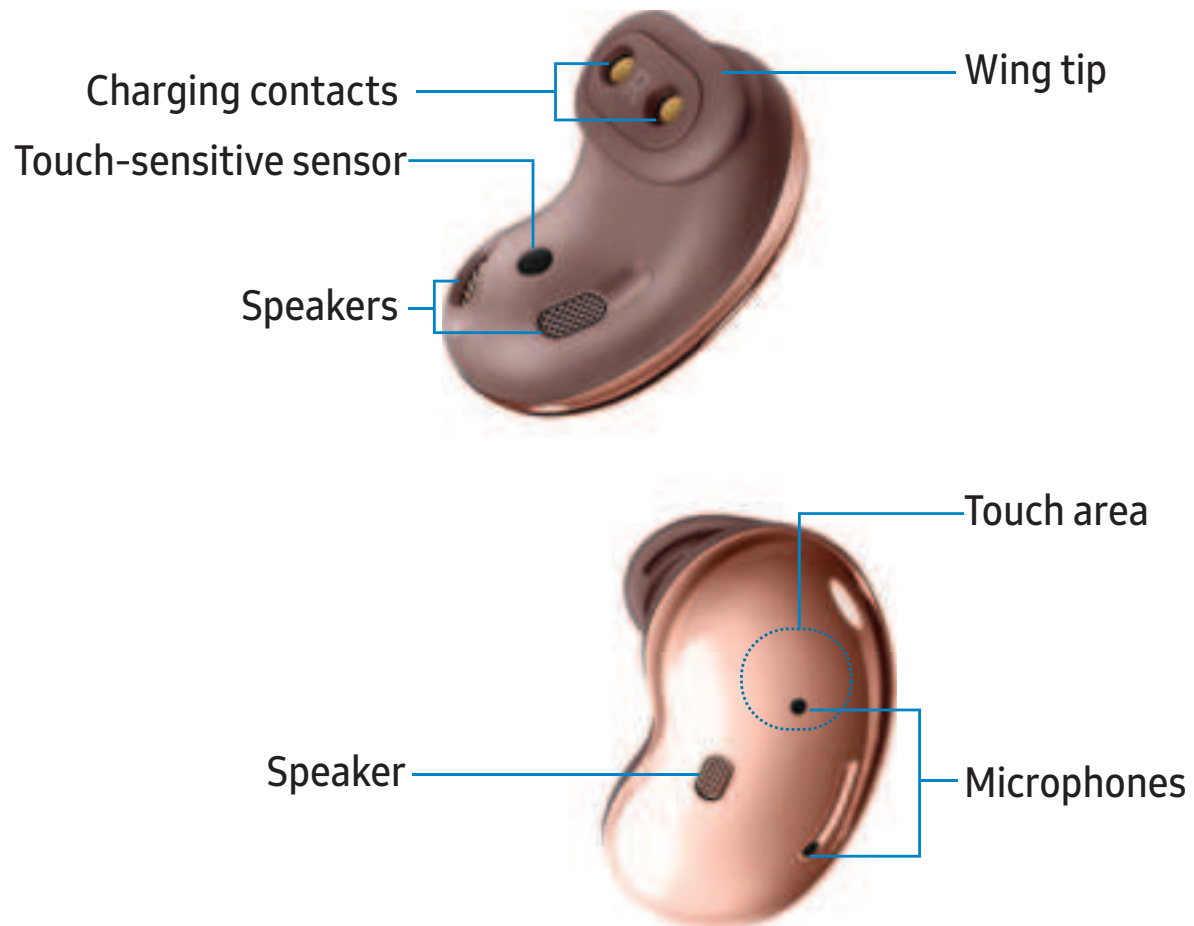 Charging contacts
Wing tip
R
Touch-sensitive sensor
Speakers
Touch area
Speaker
Microphones